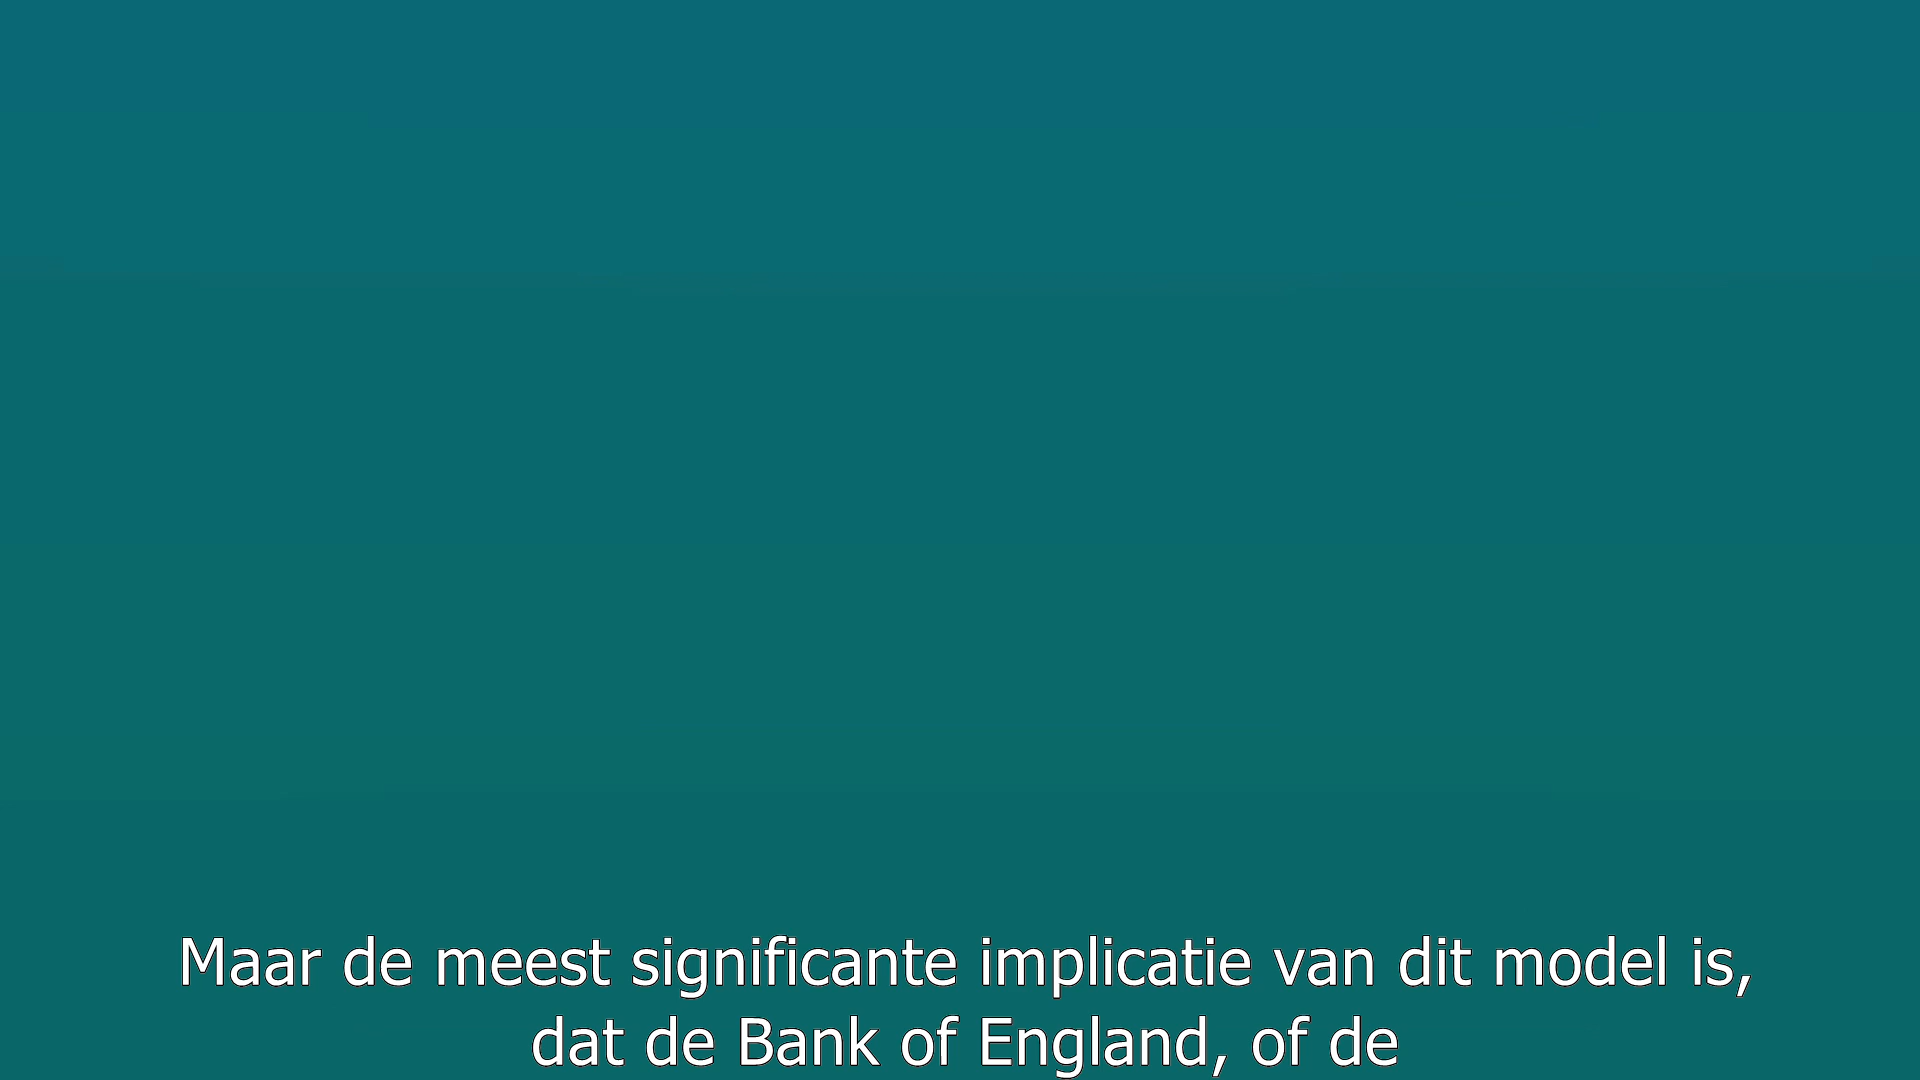 Maar de meest significante implicatie van dit model is,
dat de Bank of England, of de